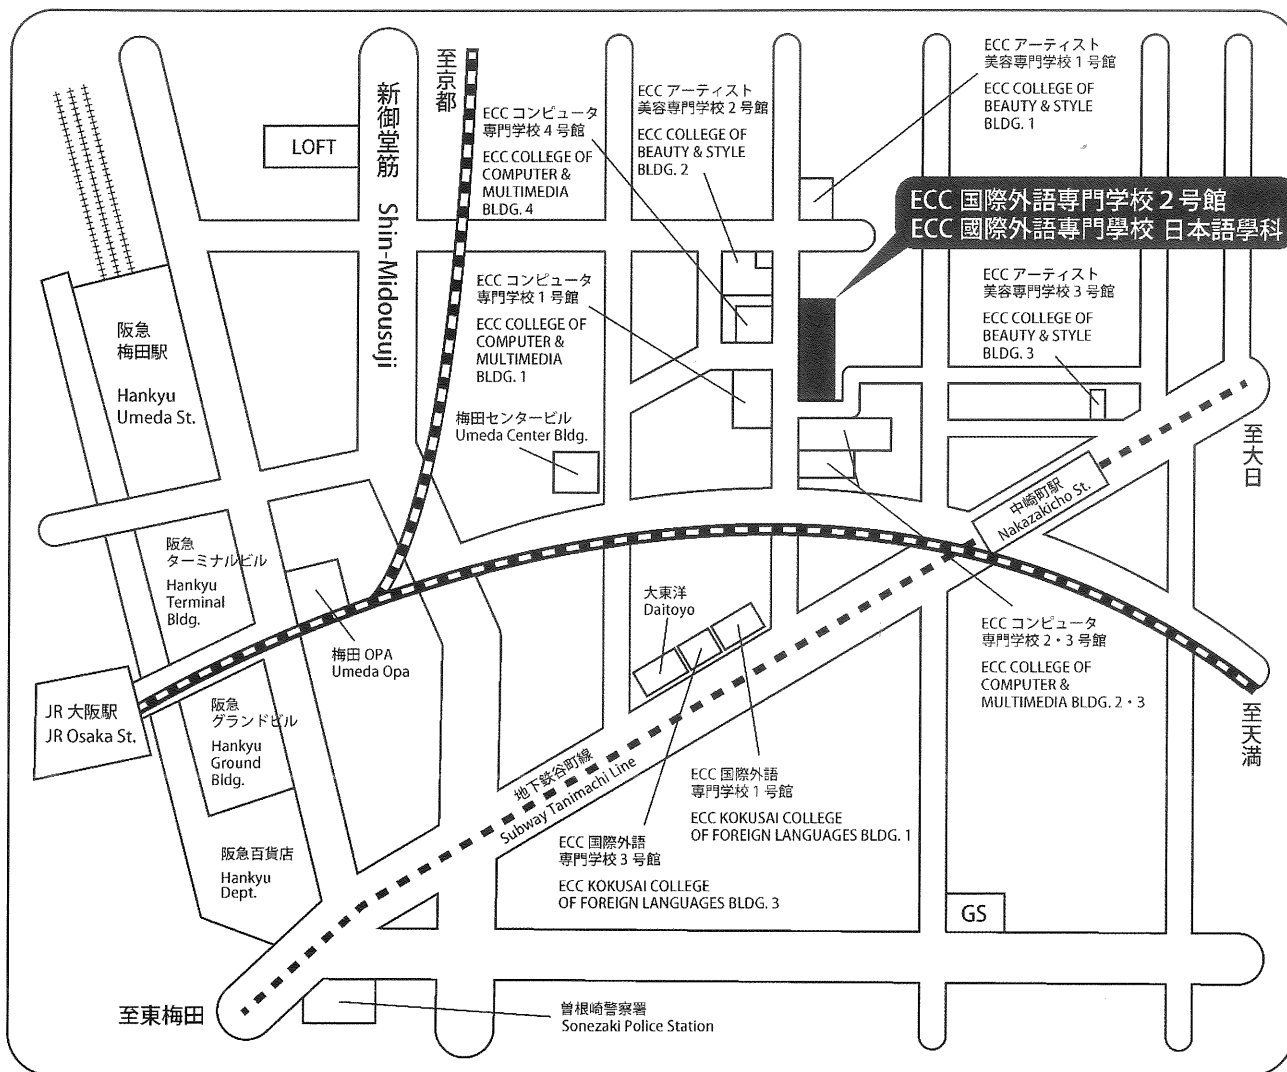 至京都
新御堂筋 Shin-Midousuji
LOFT
ECC コンピュータ
専門学校 4 号館
ECC COLLEGE OF
COMPUTER &
MULTIMEDIA
BLDG. 4
ECC アーティスト
美容専門学校 2 号館
ECC COLLEGE OF
BEAUTY & STYLE
BLDG. 2
ECC アーティスト
美容専門学校 1 号館
ECC COLLEGE OF
BEAUTY & STYLE
BLDG. 1
ECC 国際外語専門学校 2 号館
ECC 國際外語專門學校 日本語學科
ECC コンピュータ
専門学校 1 号館
ECC COLLEGE OF
COMPUTER &
MULTIMEDIA
BLDG. 1
ECC アーティスト
美容専門学校 3 号館
ECC COLLEGE OF
BEAUTY & STYLE
BLDG. 3
阪急
梅田駅
Hankyu
Umeda St.
梅田センタービル
Umeda Center Bldg.
至大日
中崎町駅
Nakazakicho St.
阪急
ターミナルビル
Hankyu
Terminal
Bldg.
梅田 OPA
Umeda Opa
大東洋
Daitoyo
ECC コンピュータ
専門学校 2・3 号館
ECC COLLEGE OF
COMPUTER &
MULTIMEDIA BLDG. 2・3
JR 大阪駅
JR Osaka St.
阪急
グランドビル
Hankyu
Ground
Bldg.
至天満
地下鉄谷町線
Subway Tanimachi Line
ECC 国際外語
専門学校 1 号館
ECC KOKUSAI COLLEGE
OF FOREIGN LANGUAGES BLDG. 1
ECC 国際外語
専門学校 3 号館
ECC KOKUSAI COLLEGE
OF FOREIGN LANGUAGES BLDG. 3
阪急百貨店
Hankyu
Dept.
GS
至東梅田
曽根崎警察署
Sonezaki Police Station